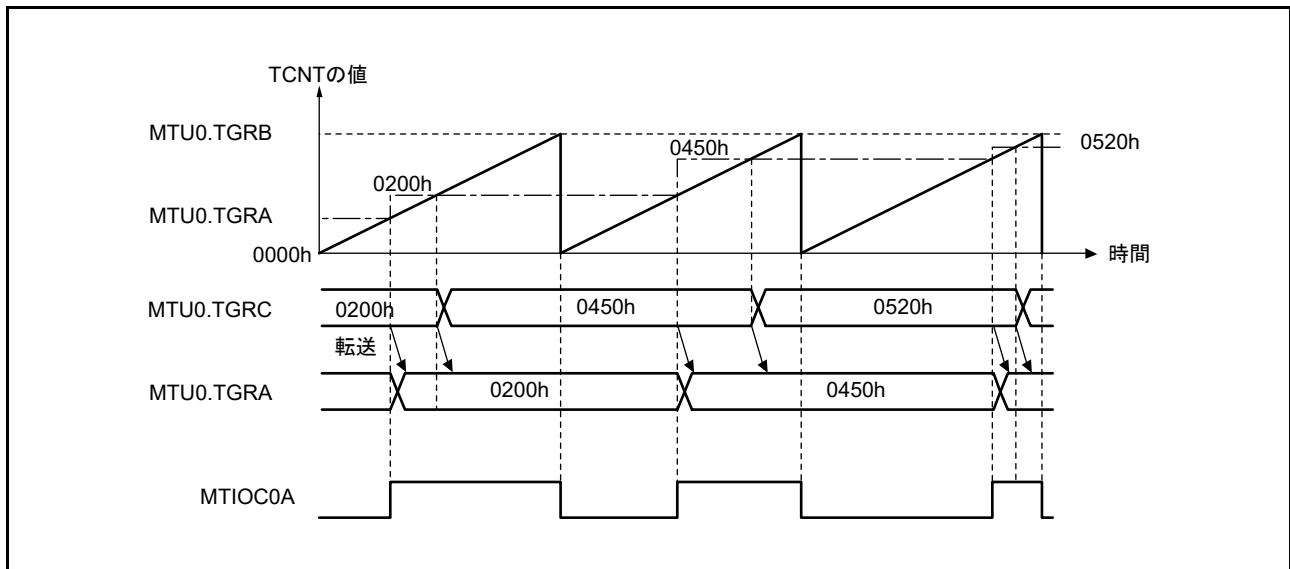 TCNTの値
MTU0.TGRB
0450h
0520h
0200h
MTU0.TGRA
0000h
時間
MTU0.TGRC
0200h
0450h
0520h
転送
MTU0.TGRA
0200h
0450h
MTIOC0A